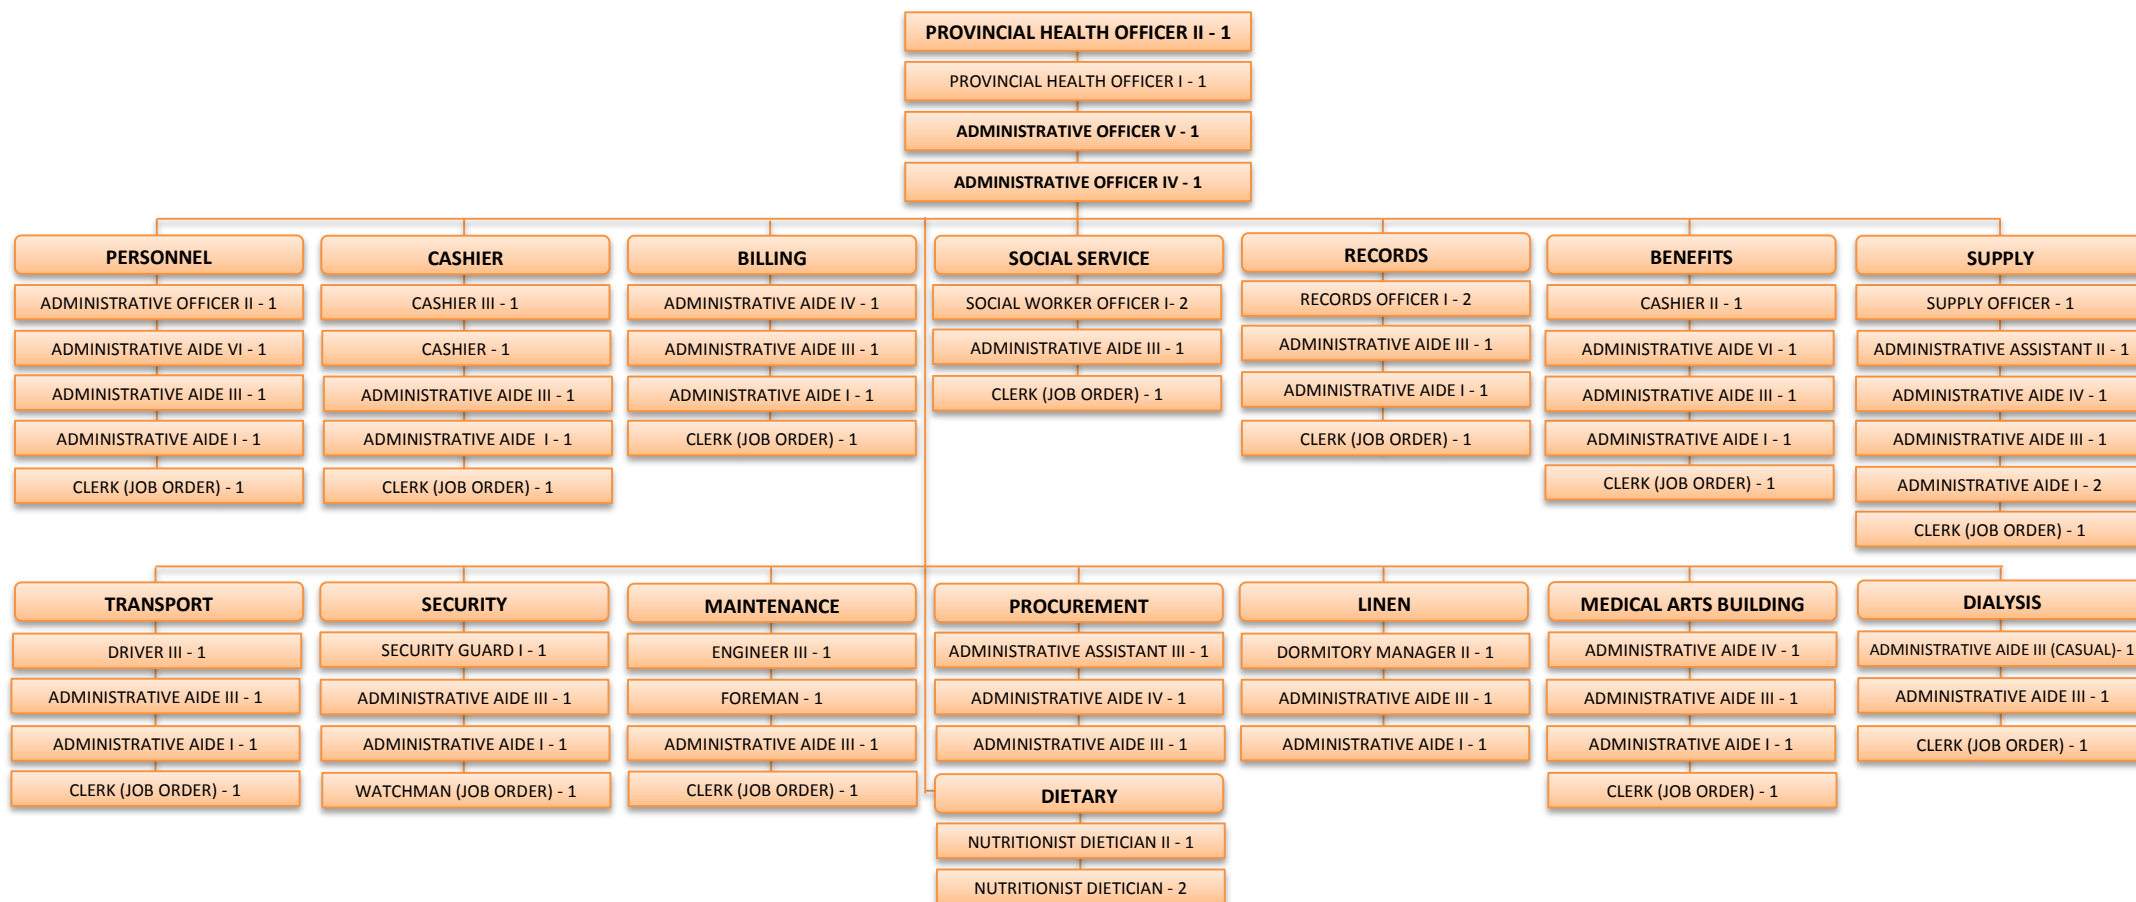 PROVINCIAL HEALTH OFFICER II - 1
PROVINCIAL HEALTH OFFICER I - 1
ADMINISTRATIVE OFFICER V - 1
ADMINISTRATIVE OFFICER IV - 1
PERSONNEL
ADMINISTRATIVE OFFICER II - 1
ADMINISTRATIVE AIDE VI - 1
ADMINISTRATIVE AIDE III - 1
ADMINISTRATIVE AIDE I - 1
CLERK (JOB ORDER) - 1
CASHIER
CASHIER III - 1
CASHIER - 1
ADMINISTRATIVE AIDE III - 1
ADMINISTRATIVE AIDE I - 1
CLERK (JOB ORDER) - 1
BILLING
ADMINISTRATIVE AIDE IV - 1
ADMINISTRATIVE AIDE III - 1
ADMINISTRATIVE AIDE I - 1
CLERK (JOB ORDER) - 1
SOCIAL SERVICE
SOCIAL WORKER OFFICER I- 2
ADMINISTRATIVE AIDE III - 1
CLERK (JOB ORDER) - 1
RECORDS
RECORDS OFFICER I - 2
ADMINISTRATIVE AIDE III - 1
ADMINISTRATIVE AIDE I - 1
CLERK (JOB ORDER) - 1
BENEFITS
CASHIER II - 1
ADMINISTRATIVE AIDE VI - 1
ADMINISTRATIVE AIDE III - 1
ADMINISTRATIVE AIDE I - 1
CLERK (JOB ORDER) - 1
SUPPLY
SUPPLY OFFICER - 1
ADMINISTRATIVE ASSISTANT II - 1
ADMINISTRATIVE AIDE IV - 1
ADMINISTRATIVE AIDE III - 1
ADMINISTRATIVE AIDE I - 2
CLERK (JOB ORDER) - 1
TRANSPORT
DRIVER III - 1
ADMINISTRATIVE AIDE III - 1
ADMINISTRATIVE AIDE I - 1
CLERK (JOB ORDER) - 1
SECURITY
SECURITY GUARD I - 1
ADMINISTRATIVE AIDE III - 1
ADMINISTRATIVE AIDE I - 1
WATCHMAN (JOB ORDER) - 1
MAINTENANCE
ENGINEER III - 1
FOREMAN - 1
ADMINISTRATIVE AIDE III - 1
CLERK (JOB ORDER) - 1
PROCUREMENT
ADMINISTRATIVE ASSISTANT III - 1
ADMINISTRATIVE AIDE IV - 1
ADMINISTRATIVE AIDE III - 1
DIETARY
NUTRITIONIST DIETICIAN II - 1
NUTRITIONIST DIETICIAN - 2
LINEN
DORMITORY MANAGER II - 1
ADMINISTRATIVE AIDE III - 1
ADMINISTRATIVE AIDE I - 1
MEDICAL ARTS BUILDING
ADMINISTRATIVE AIDE IV - 1
ADMINISTRATIVE AIDE III - 1
ADMINISTRATIVE AIDE I - 1
CLERK (JOB ORDER) - 1
DIALYSIS
ADMINISTRATIVE AIDE III (CASUAL)- 1
ADMINISTRATIVE AIDE III - 1
CLERK (JOB ORDER) - 1